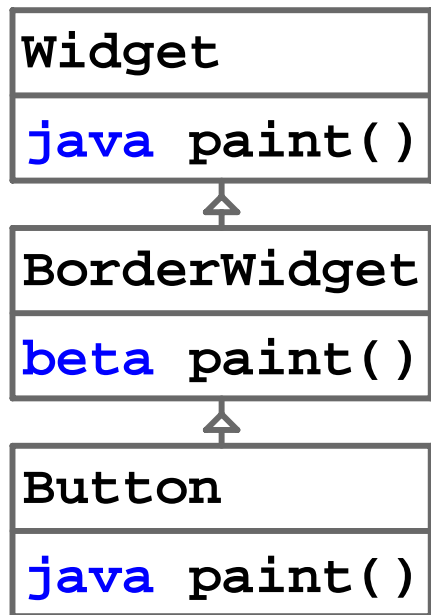 Widget
java paint()
BorderWidget
beta paint()
Button
java paint()